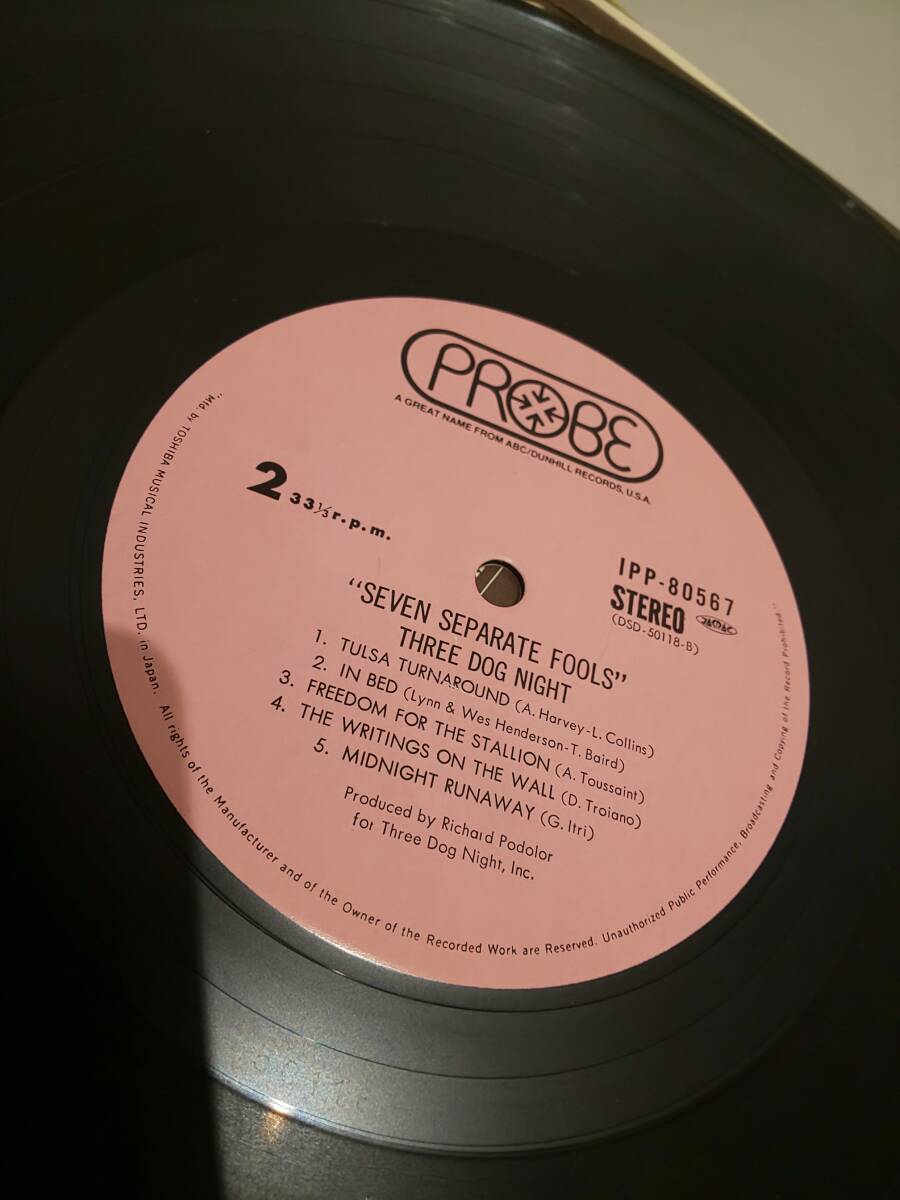 PROBE
A GREAT NAME FROM ABC/DUNHILL RECORDS, U.S.A.
2 33⅓ r.p.m.
IPP-80567
STEREO
(DSD-50118-B)
"SEVEN SEPARATE FOOLS"
THREE DOG NIGHT
1. TULSA TURNAROUND (A. Harvey-L. Collins)
2. IN BED (Lynn & Wes Henderson-T. Baird)
3. FREEDOM FOR THE STALLION (A. Toussaint)
4. THE WRITINGS ON THE WALL (D. Troiano)
5. MIDNIGHT RUNAWAY (G. Itri)
Produced by Richard Podolor
for Three Dog Night, Inc.
"Mfd. by TOSHIBA MUSICAL INDUSTRIES, LTD. in Japan. All rights of the Manufacturer and of the Owner of the Recorded Work are Reserved. Unauthorized Public Performance, Broadcasting and Copying of the Record Prohibited."